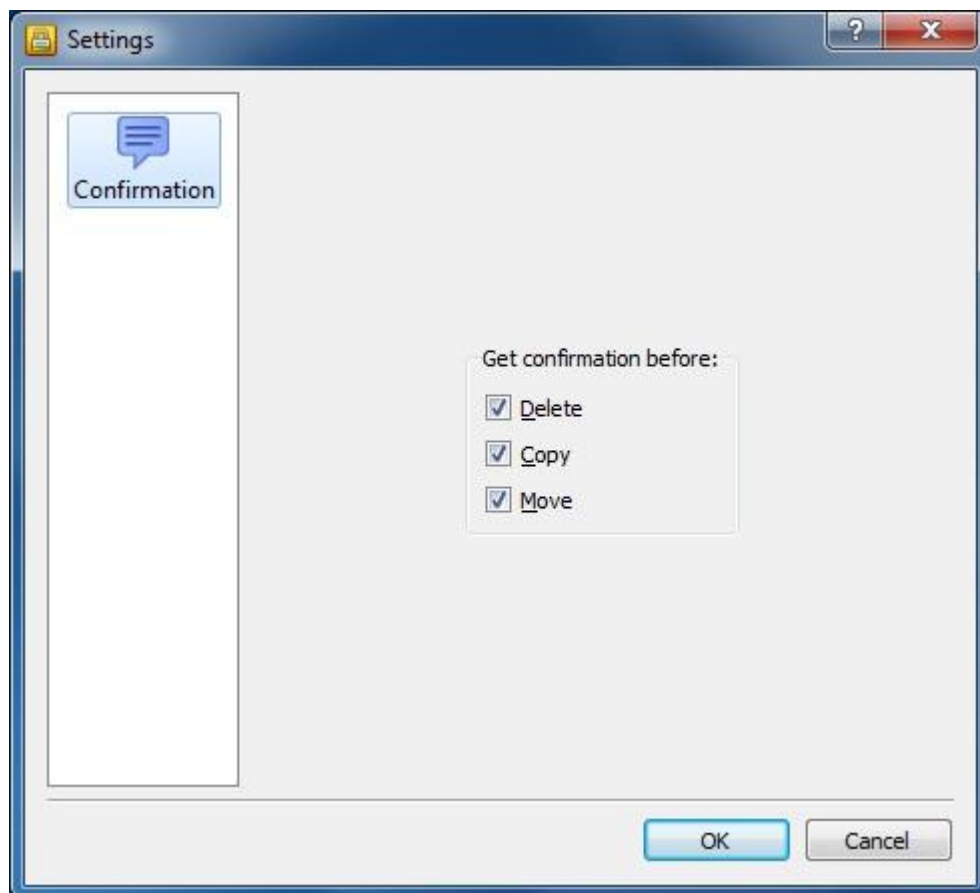 Settings
Confirmation
Get confirmation before:
Delete
Copy
Move
OK
Cancel